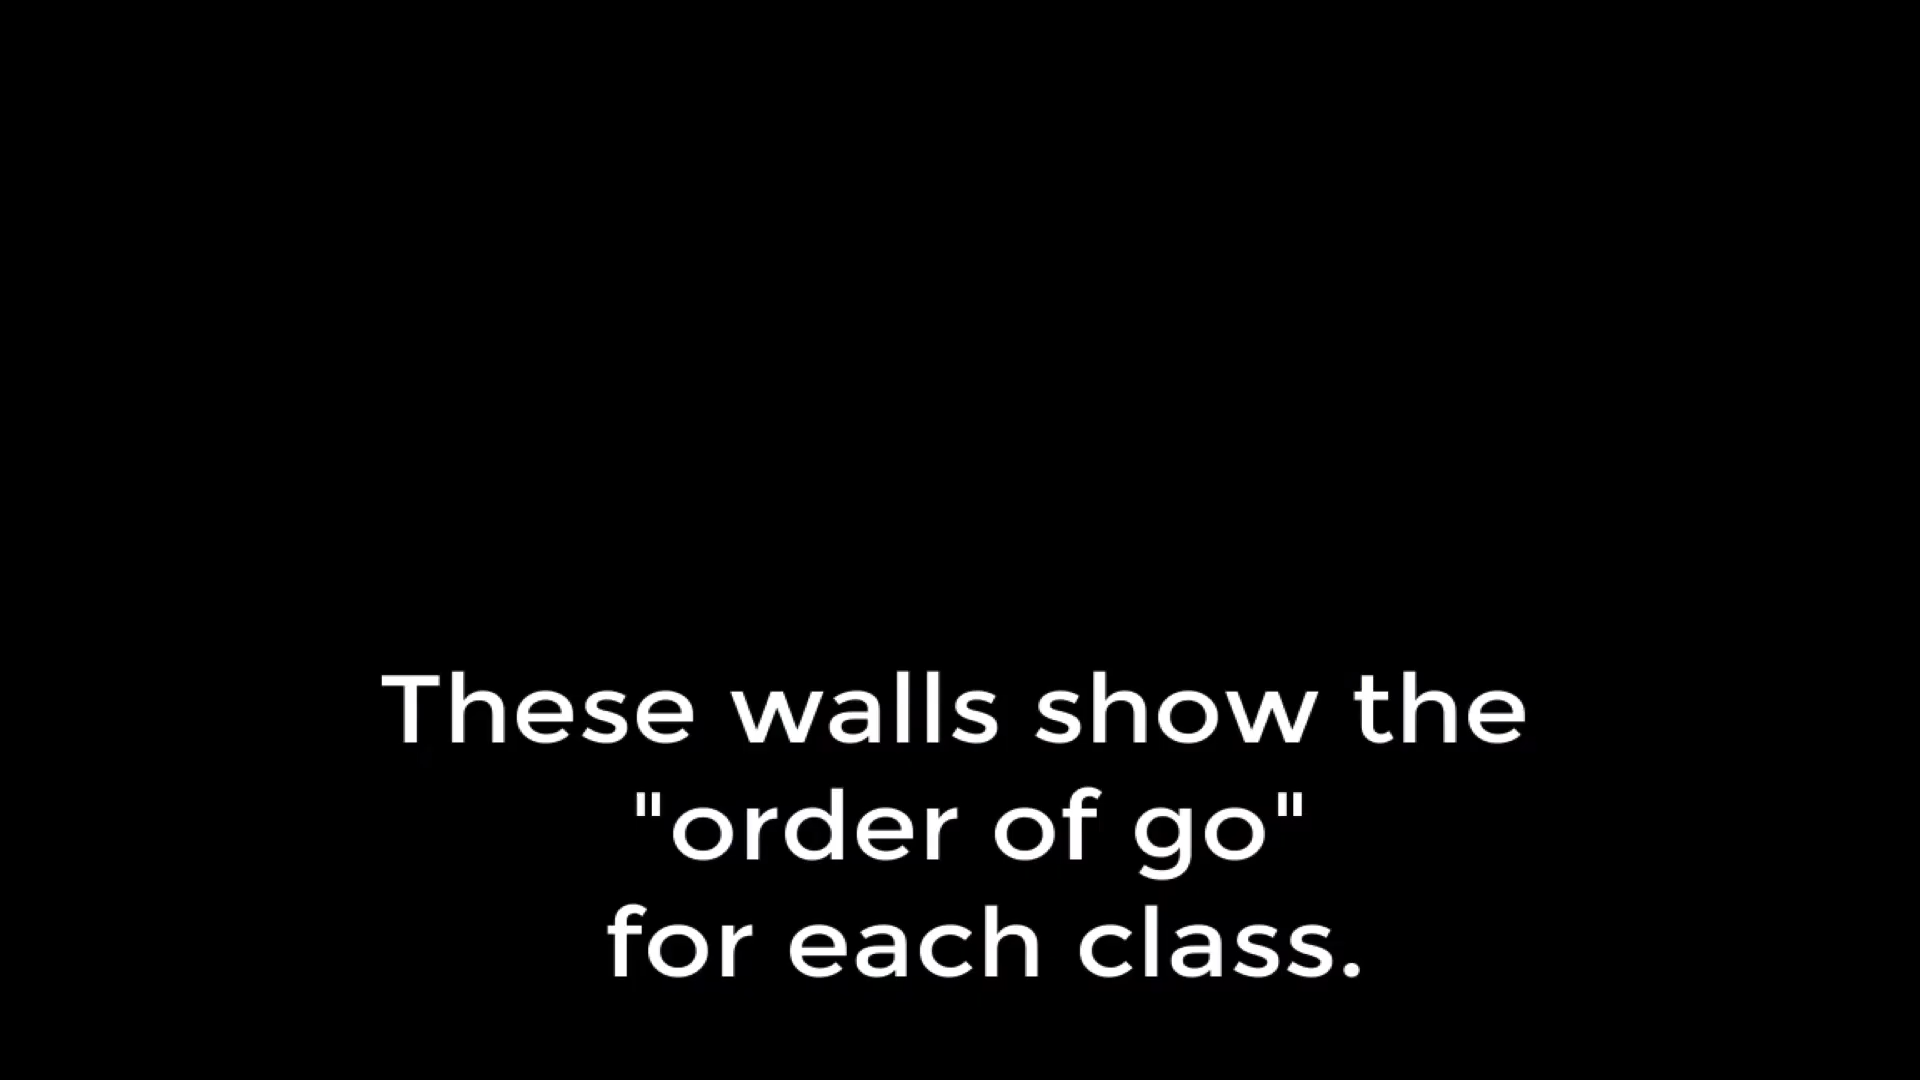 These walls show the
"order of go"
for each class.